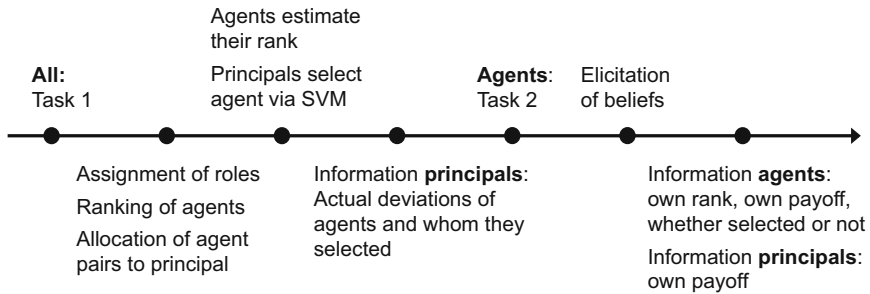 Agents estimate
their rank
Principals select
agent via SVM
All:
Task 1
Agents:
Task 2
Elicitation
of beliefs
Assignment of roles
Ranking of agents
Allocation of agent
pairs to principal
Information principals:
Actual deviations of
agents and whom they
selected
Information agents:
own rank, own payoff,
whether selected or not
Information principals:
own payoff